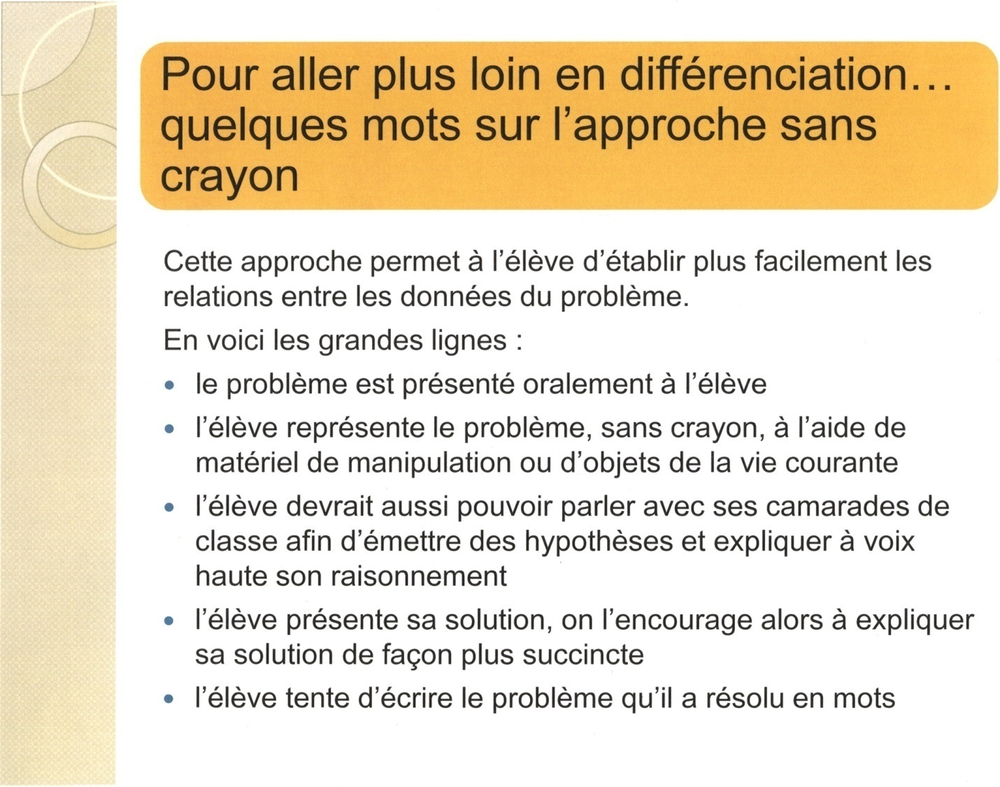 Pour aller plus loin en différenciation…
quelques mots sur l’approche sans
crayon
Cette approche permet à l’élève d’établir plus facilement les
relations entre les données du problème.
En voici les grandes lignes :
• le problème est présenté oralement à l’élève
• l’élève représente le problème, sans crayon, à l’aide de
matériel de manipulation ou d’objets de la vie courante
• l’élève devrait aussi pouvoir parler avec ses camarades de
classe afin d’émettre des hypothèses et expliquer à voix
haute son raisonnement
• l’élève présente sa solution, on l’encourage alors à expliquer
sa solution de façon plus succincte
• l’élève tente d’écrire le problème qu’il a résolu en mots